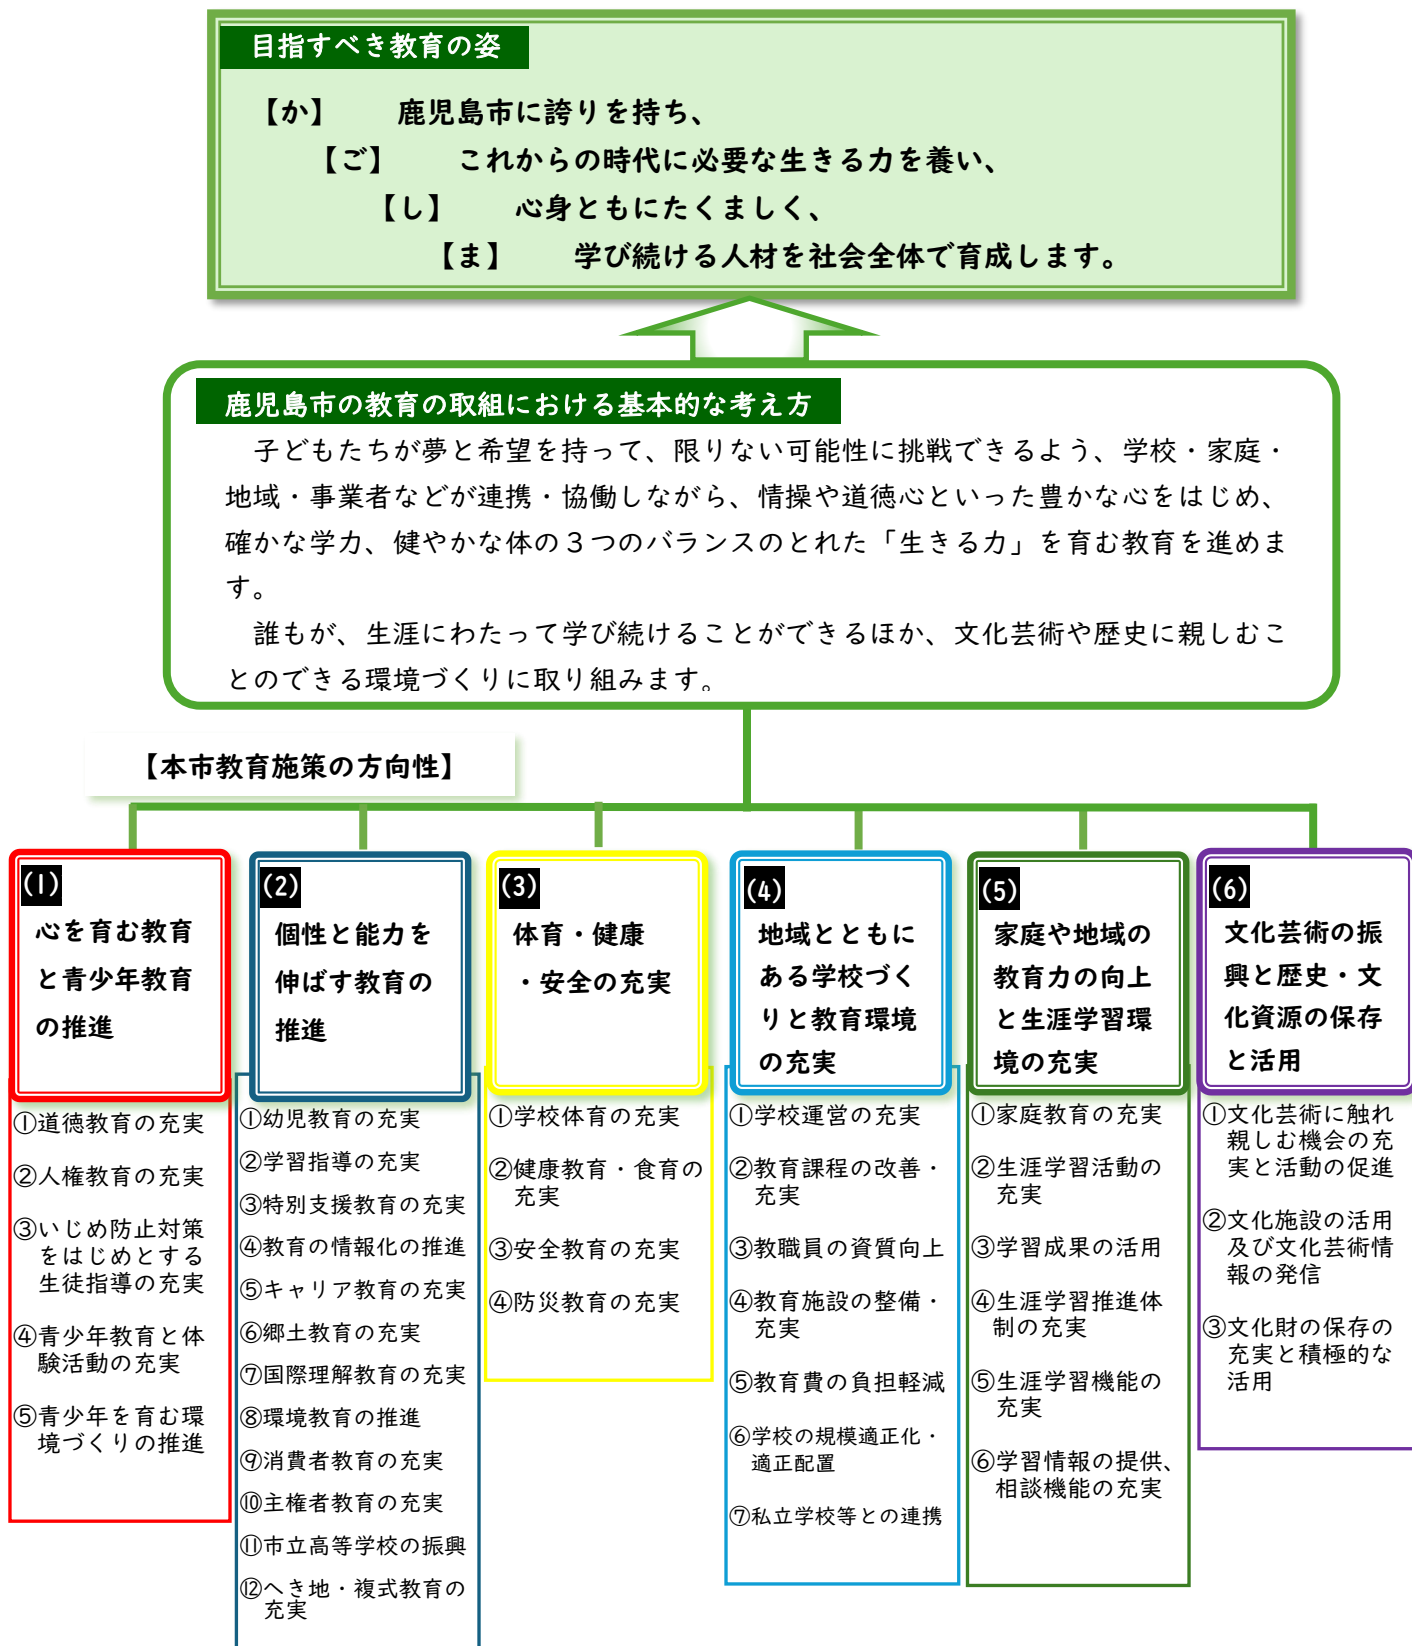 目指すべき教育の姿
【か】 鹿児島市に誇りを持ち、
【ご】 これからの時代に必要な生きる力を養い、
【し】 心身ともにたくましく、
【ま】 学び続ける人材を社会全体で育成します。
鹿児島市の教育の取組における基本的な考え方
子どもたちが夢と希望を持って、限りない可能性に挑戦できるよう、学校・家庭・
地域・事業者などが連携・協働しながら、情操や道徳心といった豊かな心をはじめ、
確かな学力、健やかな体の３つのバランスのとれた「生きる力」を育む教育を進めま
す。
誰もが、生涯にわたって学び続けることができるほか、文化芸術や歴史に親しむこ
とのできる環境づくりに取り組みます。
【本市教育施策の方向性】
(1)
心を育む教育
と青少年教育
の推進
①道徳教育の充実
②人権教育の充実
③いじめ防止対策
をはじめとする
生徒指導の充実
④青少年教育と体
験活動の充実
⑤青少年を育む環
境づくりの推進
(2)
個性と能力を
伸ばす教育の
推進
①幼児教育の充実
②学習指導の充実
③特別支援教育の充実
④教育の情報化の推進
⑤キャリア教育の充実
⑥郷土教育の充実
⑦国際理解教育の充実
⑧環境教育の推進
⑨消費者教育の充実
⑩主権者教育の充実
⑪市立高等学校の振興
⑫へき地・複式教育の
充実
(3)
体育・健康
・安全の充実
①学校体育の充実
②健康教育・食育の
充実
③安全教育の充実
④防災教育の充実
(4)
地域とともに
ある学校づく
りと教育環境
の充実
①学校運営の充実
②教育課程の改善・
充実
③教職員の資質向上
④教育施設の整備・
充実
⑤教育費の負担軽減
⑥学校の規模適正化・
適正配置
⑦私立学校等との連携
(5)
家庭や地域の
教育力の向上
と生涯学習環
境の充実
①家庭教育の充実
②生涯学習活動の
充実
③学習成果の活用
④生涯学習推進体
制の充実
⑤生涯学習機能の
充実
⑥学習情報の提供、
相談機能の充実
(6)
文化芸術の振
興と歴史・文
化資源の保存
と活用
①文化芸術に触れ
親しむ機会の充
実と活動の促進
②文化施設の活用
及び文化芸術情
報の発信
③文化財の保存の
充実と積極的な
活用